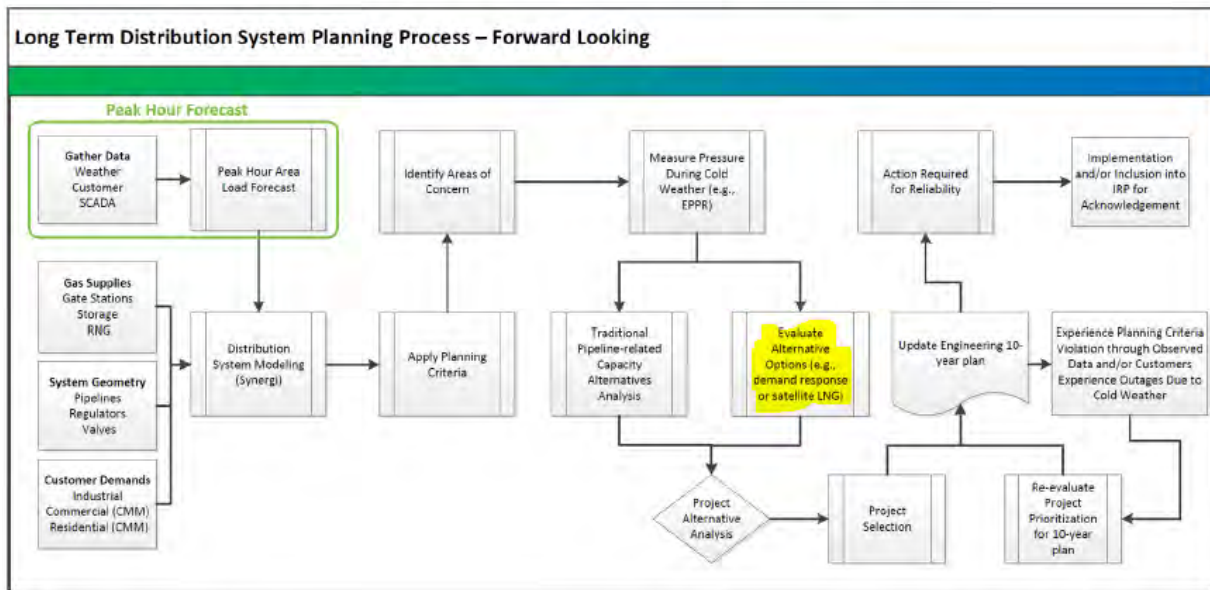 Long Term Distribution System Planning Process – Forward Looking
Peak Hour Forecast
Gather Data
Weather
Customer
SCADA
Peak Hour Area
Load Forecast
Identify Areas of
Concern
Measure Pressure
During Cold
Weather (e.g.,
EPPR)
Action Required
for Reliability
Implementation
and/or Inclusion into
IRP for
Acknowledgement
Gas Supplies
Gate Stations
Storage
RNG
System Geometry
Pipelines
Regulators
Valves
Customer Demands
Industrial
Commercial (CMM)
Residential (CMM)
Distribution
System Modeling
(Synergi)
Apply Planning
Criteria
Traditional
Pipeline-related
Capacity
Alternatives
Analysis
Evaluate
Alternative
Options (e.g.,
demand response
or satellite LNG)
Update Engineering 10-
year plan
Experience Planning Criteria
Violation through Observed
Data and/or Customers
Experience Outages Due to
Cold Weather
Project
Alternative
Analysis
Project
Selection
Re-evaluate
Project
Prioritization
for 10-year
plan